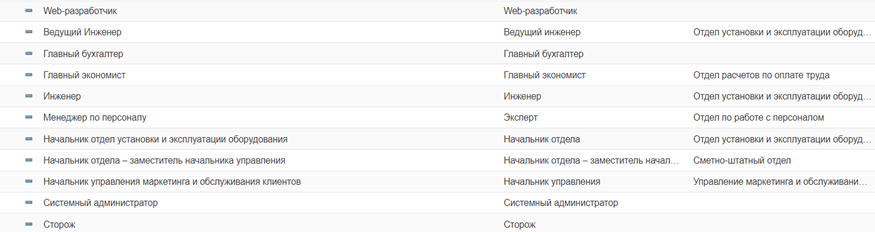 Web-разработчик Web-разработчик
Ведущий Инженер Ведущий инженер Отдел установки и эксплуатации оборуд...
Главный бухгалтер Главный бухгалтер
Главный экономист Главный экономист Отдел расчетов по оплате труда
Инженер Инженер Отдел установки и эксплуатации оборуд...
Менеджер по персоналу Эксперт Отдел по работе с персоналом
Начальник отдел установки и эксплуатации оборудования Начальник отдела Отдел установки и эксплуатации оборуд...
Начальник отдела – заместитель начальника управления Начальник отдела – заместитель начал... Сметно-штатный отдел
Начальник управления маркетинга и обслуживания клиентов Начальник управления Управление маркетинга и обслуживани...
Системный администратор Системный администратор
Сторож Сторож